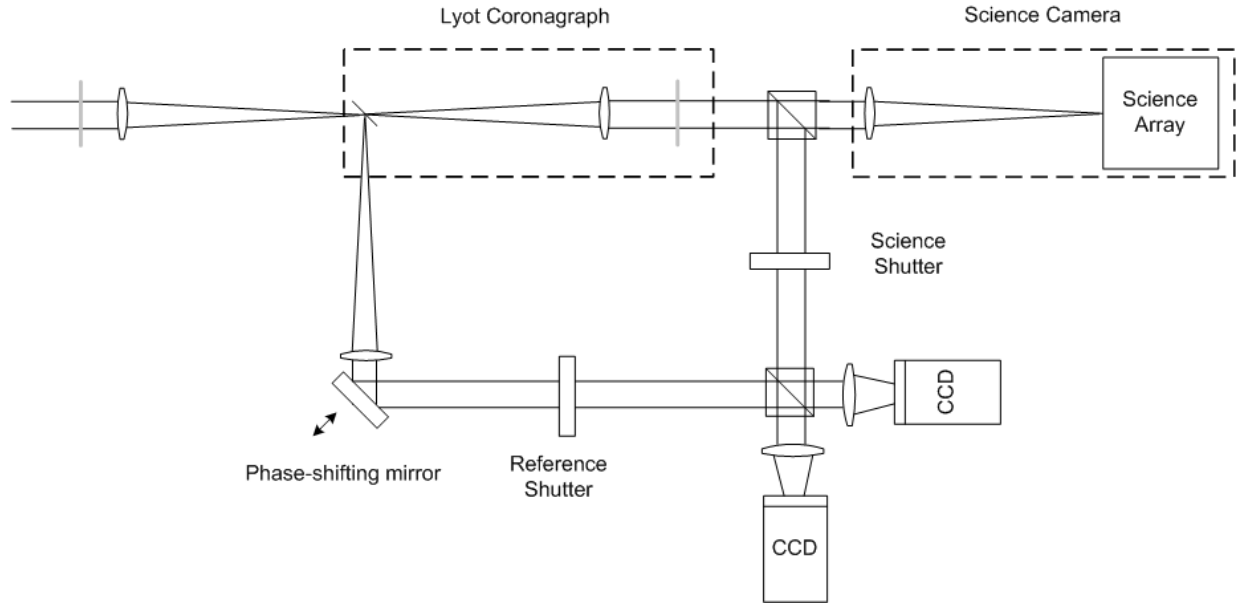 Lyot Coronagraph
Science Camera
Science
Array
Science
Shutter
CCD
Phase-shifting mirror
Reference
Shutter
CCD